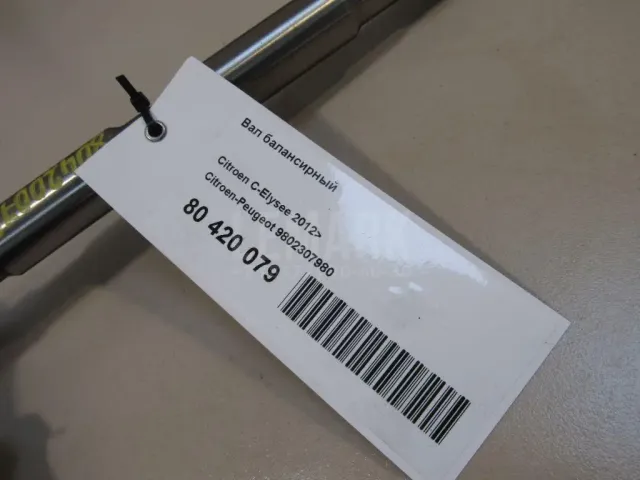 Вал балансирный
Citroen C-Elysee 2012>
Citroen-Peugeot 9802307980
80 420 079